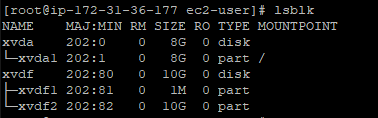 [root@ip-172-31-36-177 ec2-user]# lsblk
NAME    MAJ:MIN RM SIZE RO TYPE MOUNTPOINT
xvda    202:0    0   8G  0 disk
└─xvda1 202:1    0   8G  0 part /
xvdf    202:80   0  10G  0 disk
├─xvdf1 202:81   0   1M  0 part
└─xvdf2 202:82   0  10G  0 part